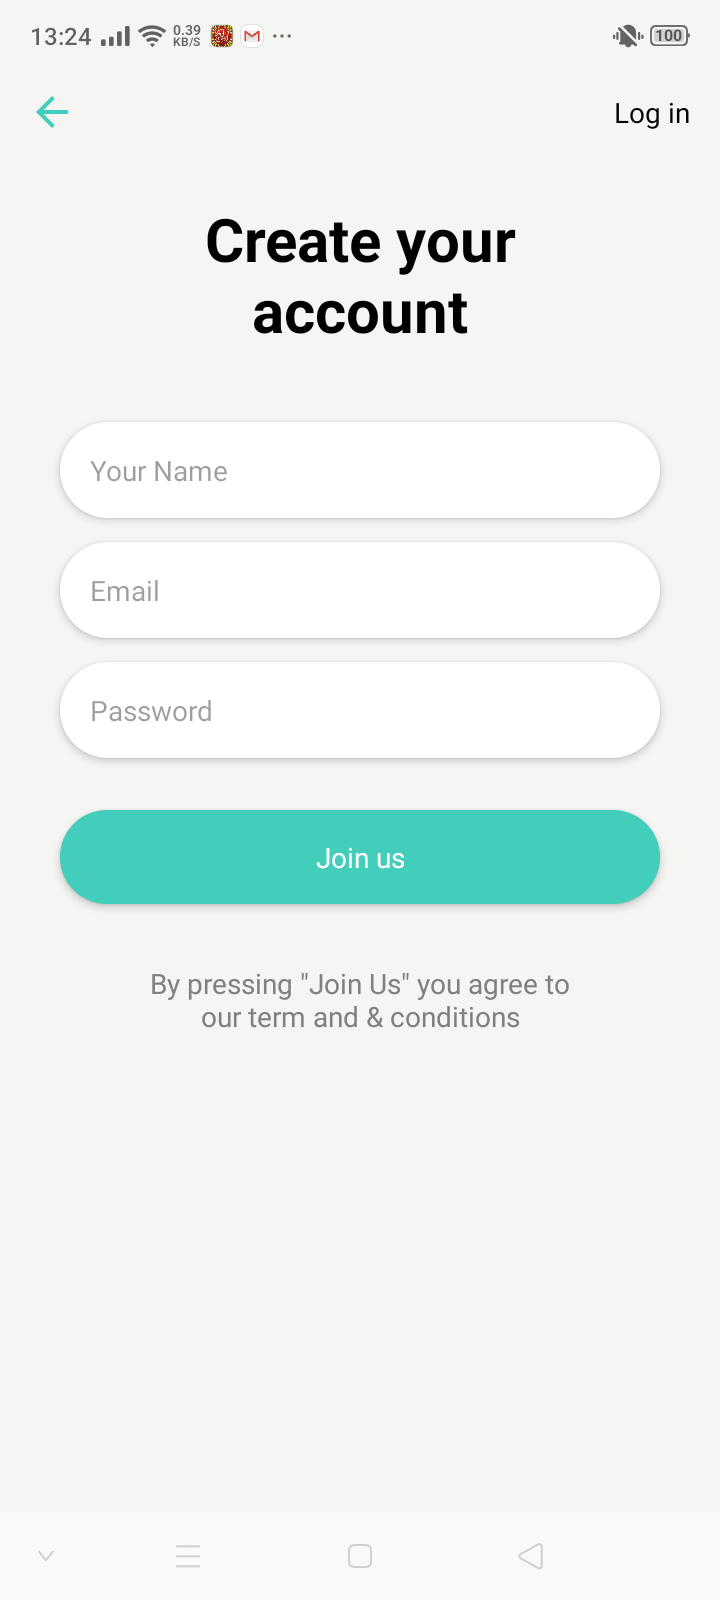 13:24 0.39 KB/S 100
Log in
Create your
account
Your Name
Email
Password
Join us
By pressing "Join Us" you agree to
our term and & conditions